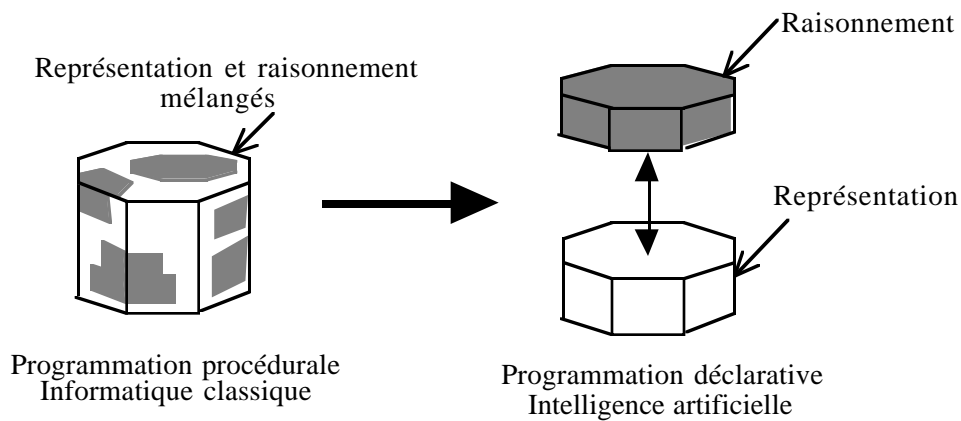 Raisonnement
Représentation et raisonnement
mélangés
Représentation
Programmation procédurale
Informatique classique
Programmation déclarative
Intelligence artificielle